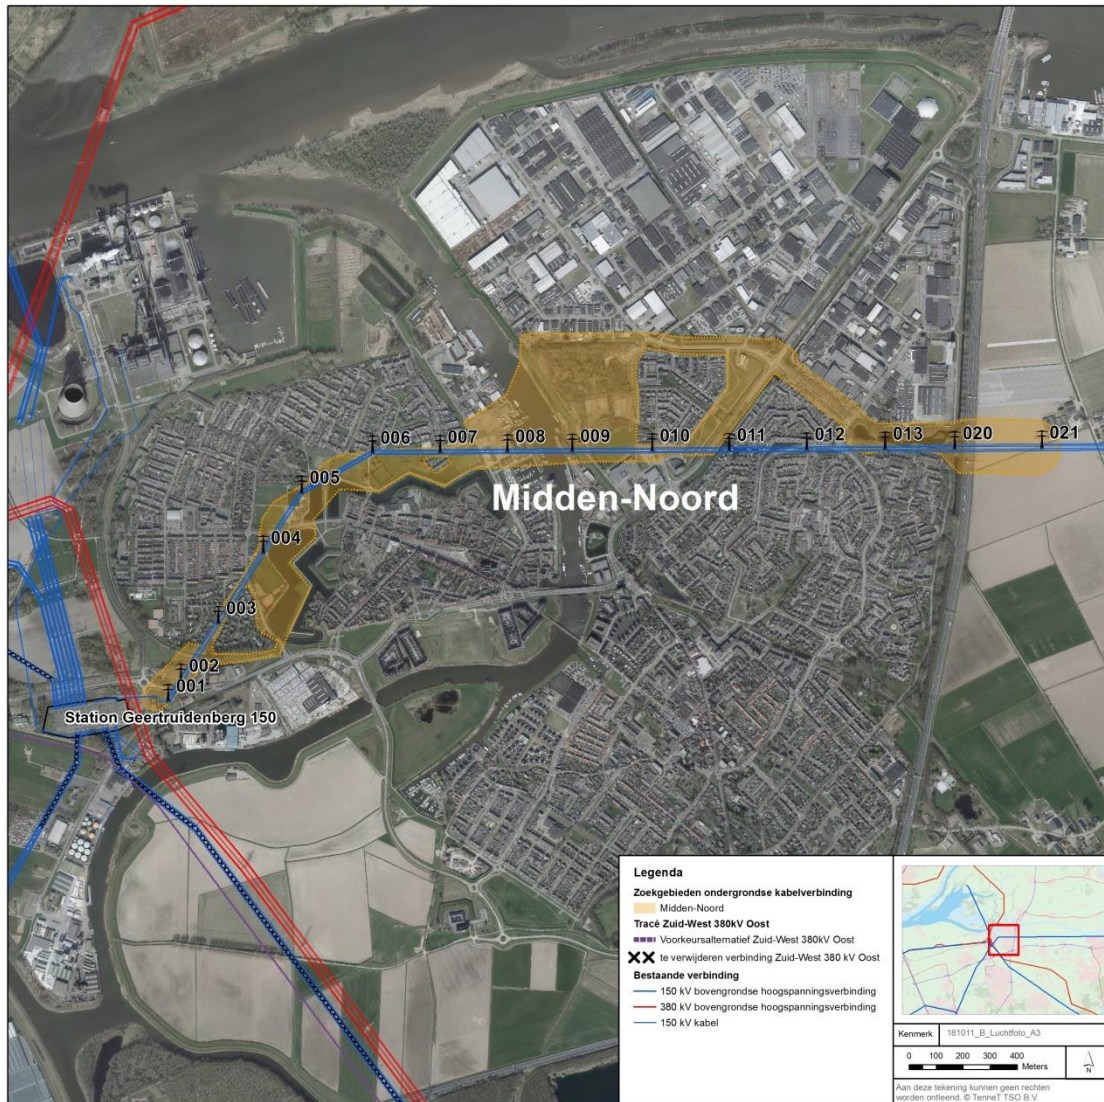 006
007
008
009
010
011
012
013
020
021
005
Midden-Noord
004
003
002
001
Station Geertruidenberg 150
Legenda
Zoekgebieden ondergrondse kabelverbinding
Midden-Noord
Tracé Zuid-West 380kV Oost
Voorkeursalternatief Zuid-West 380kV Oost
te verwijderen verbinding Zuid-West 380 kV Oost
Bestaande verbinding
150 kV bovengrondse hoogspanningsverbinding
380 kV bovengrondse hoogspanningsverbinding
150 kV kabel
Kenmerk 181011_B_Luchtfoto_A3
0 100 200 300 400
Meters
N
Aan deze tekening kunnen geen rechten
worden ontleend. © TenneT TSO B.V.